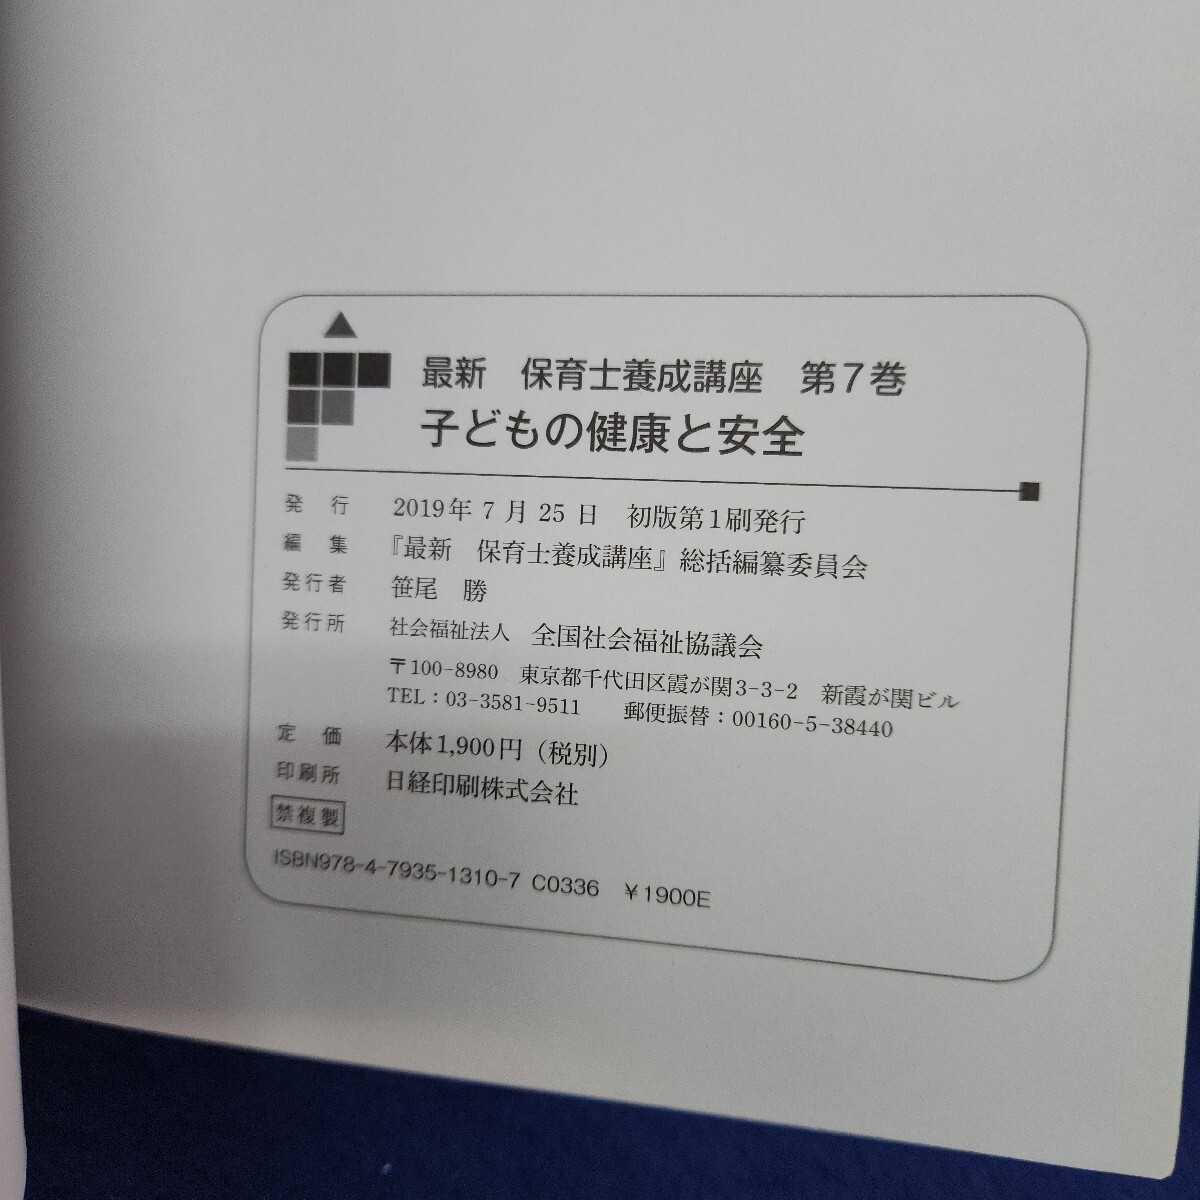 最新　保育士養成講座　第7巻
子どもの健康と安全
発　行　2019年 7 月 25 日　初版第1刷発行
編　集　『最新　保育士養成講座』総括編纂委員会
発行者　笹尾　勝
発行所　社会福祉法人　全国社会福祉協議会
〒100-8980　東京都千代田区霞が関3-3-2　新霞が関ビル
TEL：03-3581-9511　郵便振替：00160-5-38440
定　価　本体1,900円（税別）
印刷所　日経印刷株式会社
禁複製
ISBN978-4-7935-1310-7 C0336　¥1900E